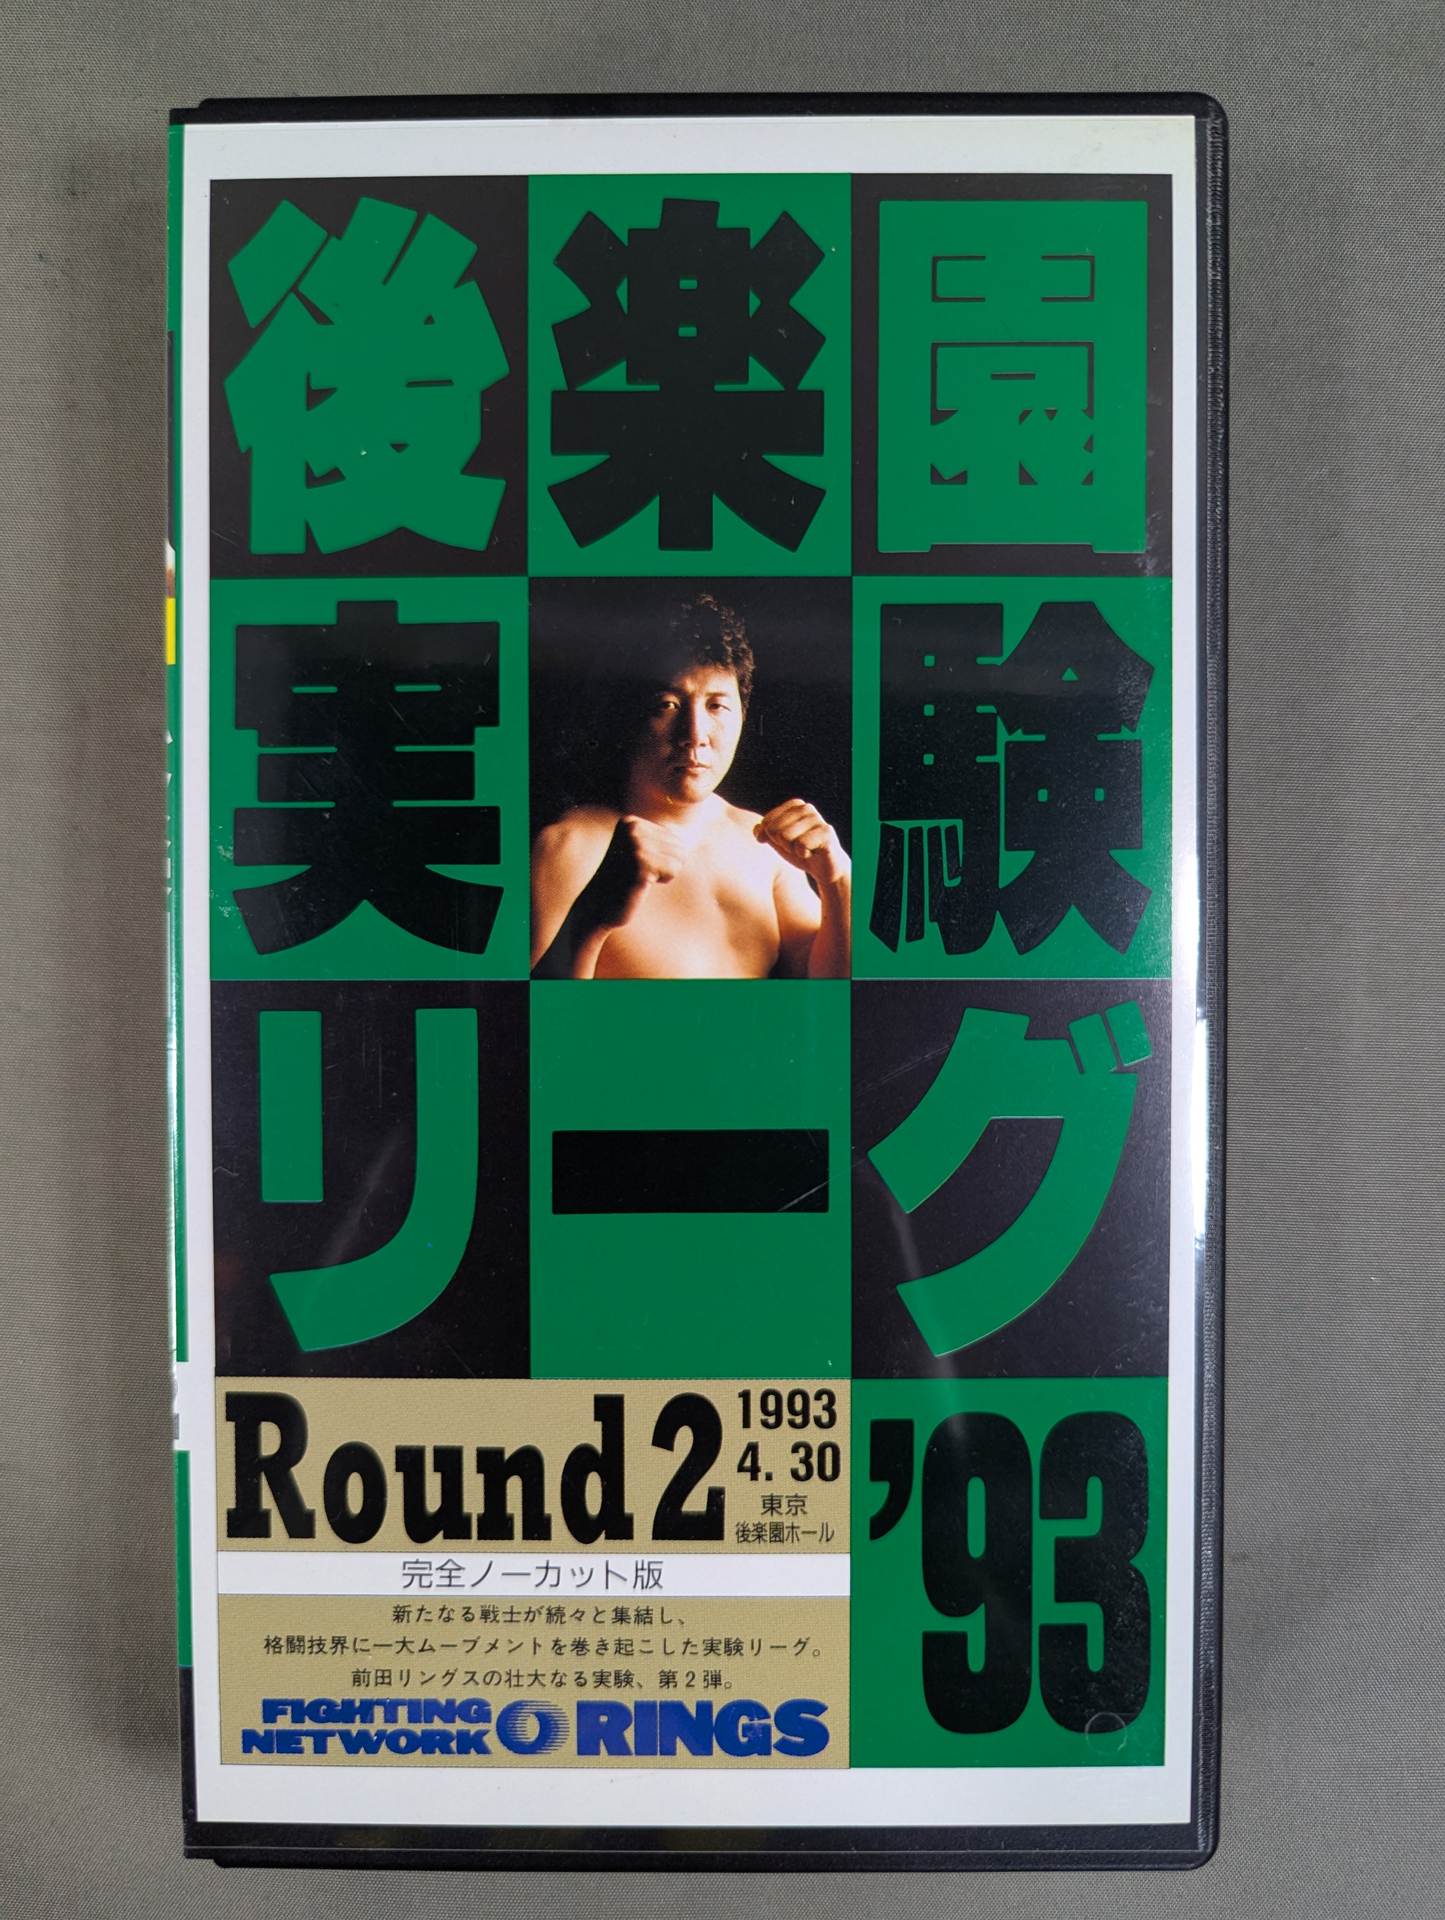 後楽園
実験
リーグ
'93
Round 2
1993
4.30
東京
後楽園ホール
完全ノーカット版
新たなる戦士が続々と集結し、
格闘技界に一大ムーブメントを巻き起こした実験リーグ。
前田リングスの壮大なる実験、第2弾。
FIGHTING
NETWORK RINGS